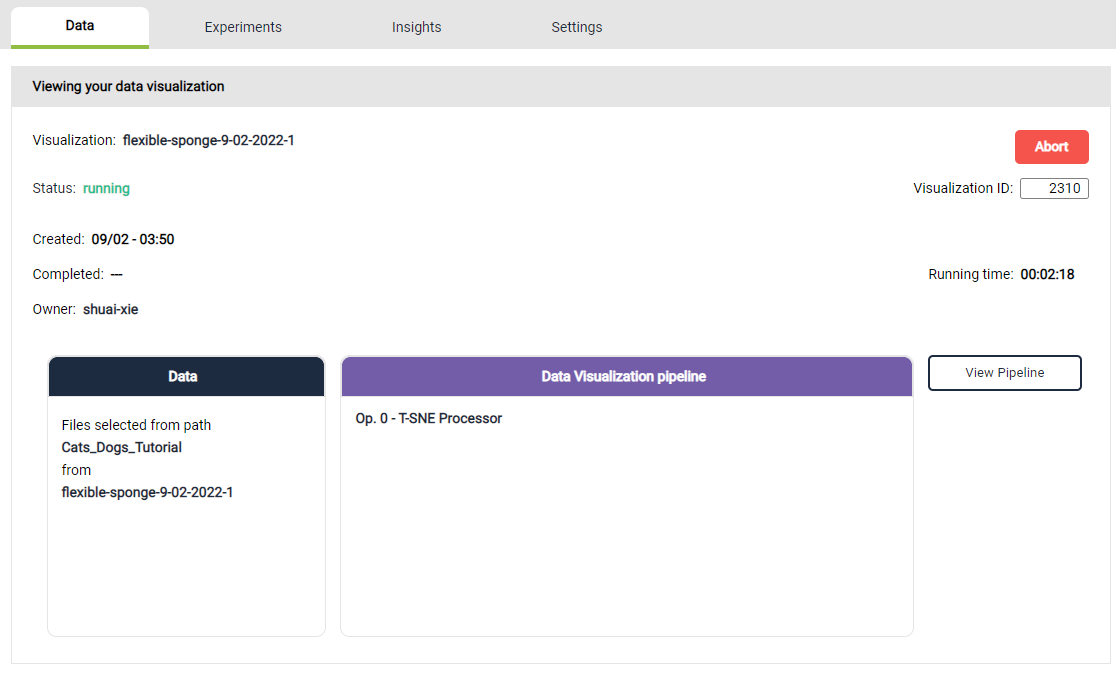 Data Experiments Insights Settings
Viewing your data visualization
Visualization: flexible-sponge-9-02-2022-1
Abort
Status: running
Visualization ID: 2310
Created: 09/02 - 03:50
Completed: ---
Running time: 00:02:18
Owner: shuai-xie
Data
Files selected from path
Cats_Dogs_Tutorial
from
flexible-sponge-9-02-2022-1
Data Visualization pipeline
Op. 0 - T-SNE Processor
View Pipeline